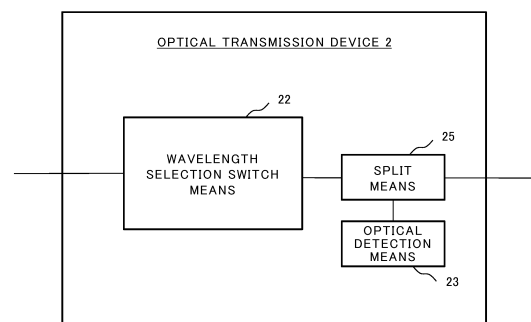 OPTICAL TRANSMISSION DEVICE 2
22
WAVELENGTH
SELECTION SWITCH
MEANS
25
SPLIT
MEANS
OPTICAL
DETECTION
MEANS
23